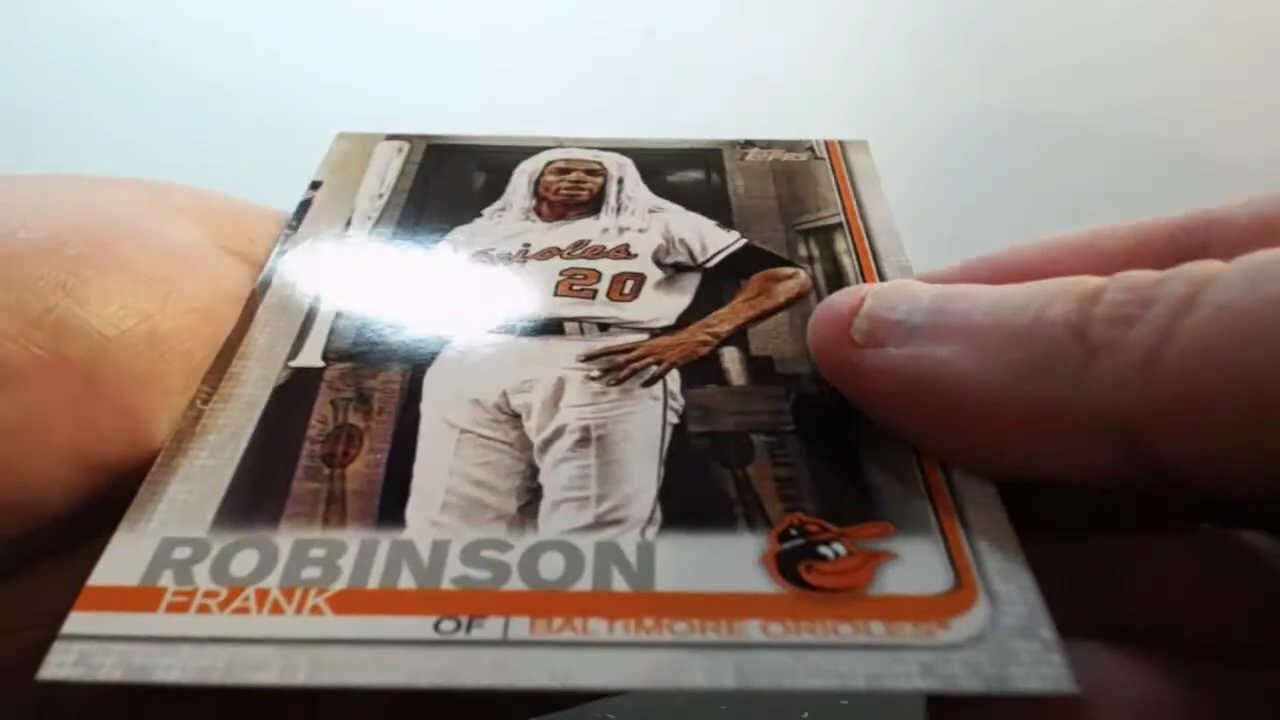 Topps
Orioles
20
ROBINSON
FRANK
OF | BALTIMORE ORIOLES®